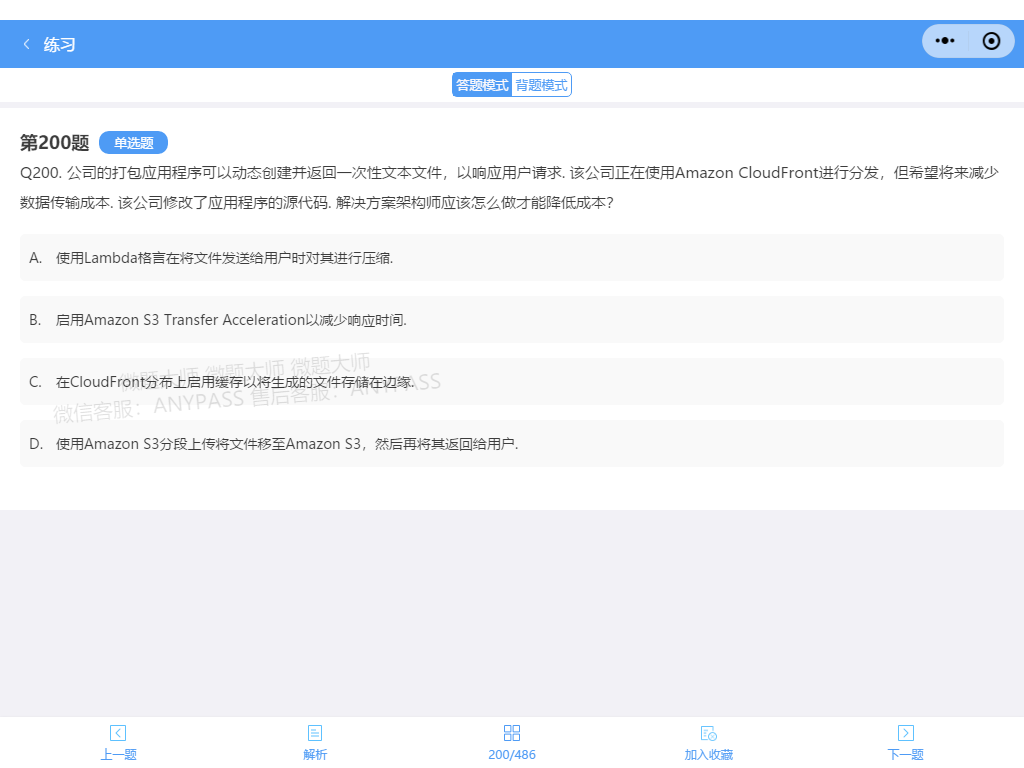 练习
答题模式 背题模式
第200题 单选题
Q200. 公司的打包应用程序可以动态创建并返回一次性文本文件，以响应用户请求. 该公司正在使用Amazon CloudFront进行分发，但希望将来减少
数据传输成本. 该公司修改了应用程序的源代码. 解决方案架构师应该怎么做才能降低成本？
A. 使用Lambda格言在将文件发送给用户时对其进行压缩.
B. 启用Amazon S3 Transfer Acceleration以减少响应时间.
微题大师 微题大师 微题大师
C. 在CloudFront分布上启用缓存以将生成的文件存储在边缘.
微信客服：ANYPASS 售后客服：ANYPASS
D. 使用Amazon S3分段上传将文件移至Amazon S3，然后再将其返回给用户.
上一题 解析 200/486 加入收藏 下一题